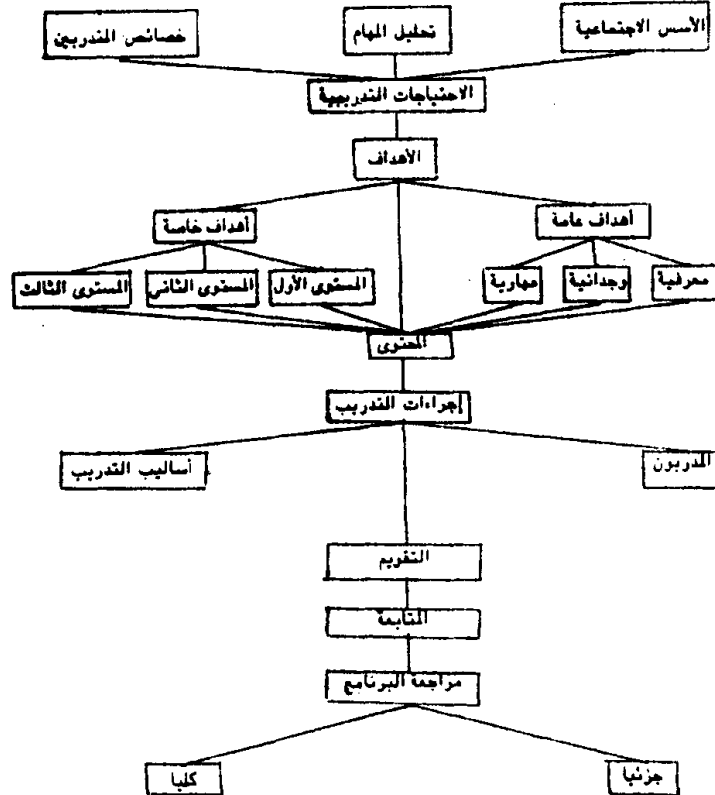 الأسس الاجتماعية
تحليل المهام
خصائص المتدربين
الاحتياجات التدريبية
الأهداف
أهداف عامة
أهداف خاصة
معرفية
وجدانية
مهارية
المستوى الأول
المستوى الثاني
المستوى الثالث
المحتوى
إجراءات التدريب
المدربون
أساليب التدريب
التقويم
المتابعة
مراجعة البرنامج
جزئيا
كليا